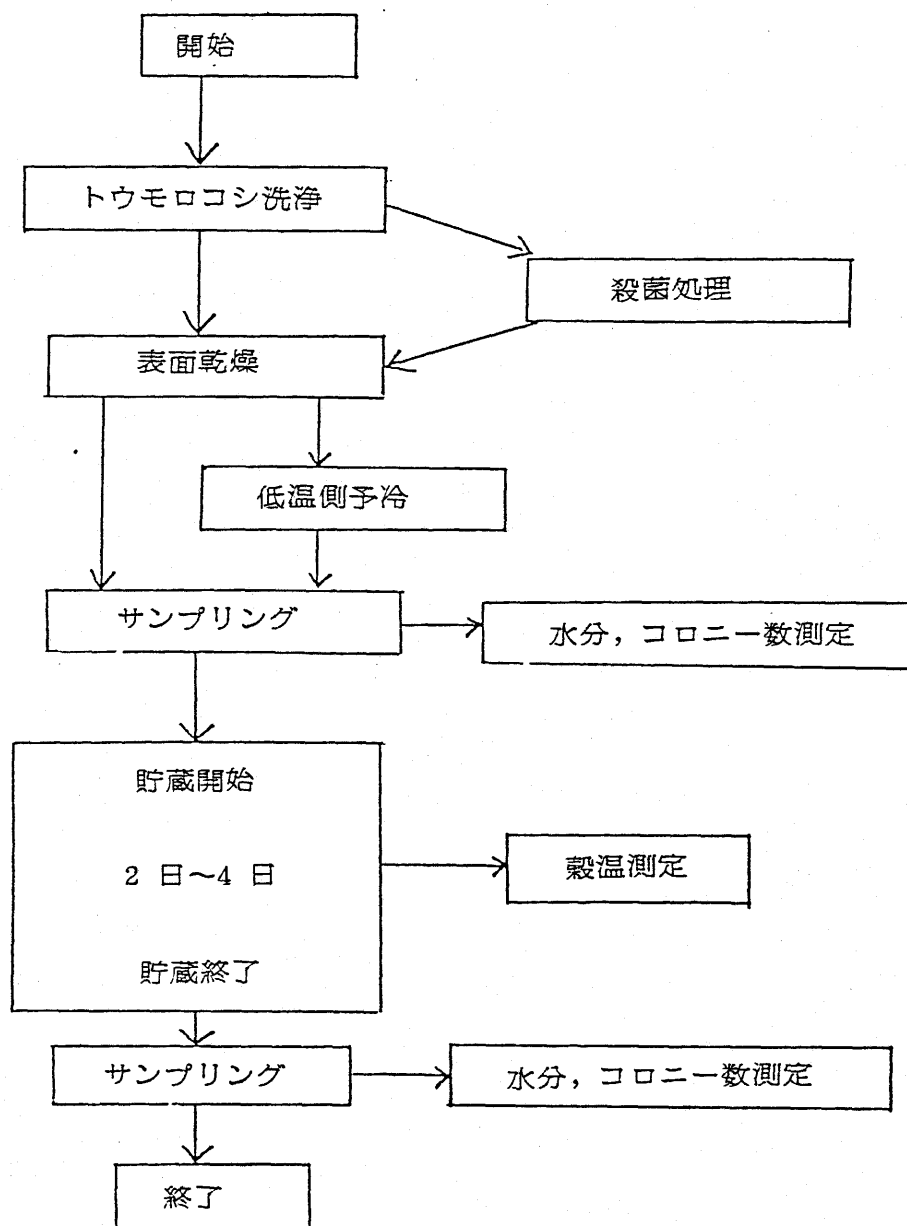 開始
トウモロコシ洗浄
殺菌処理
表面乾燥
低温側予冷
サンプリング
水分,コロニー数測定
貯蔵開始
2 日~4 日
穀温測定
貯蔵終了
サンプリング
水分,コロニー数測定
終了